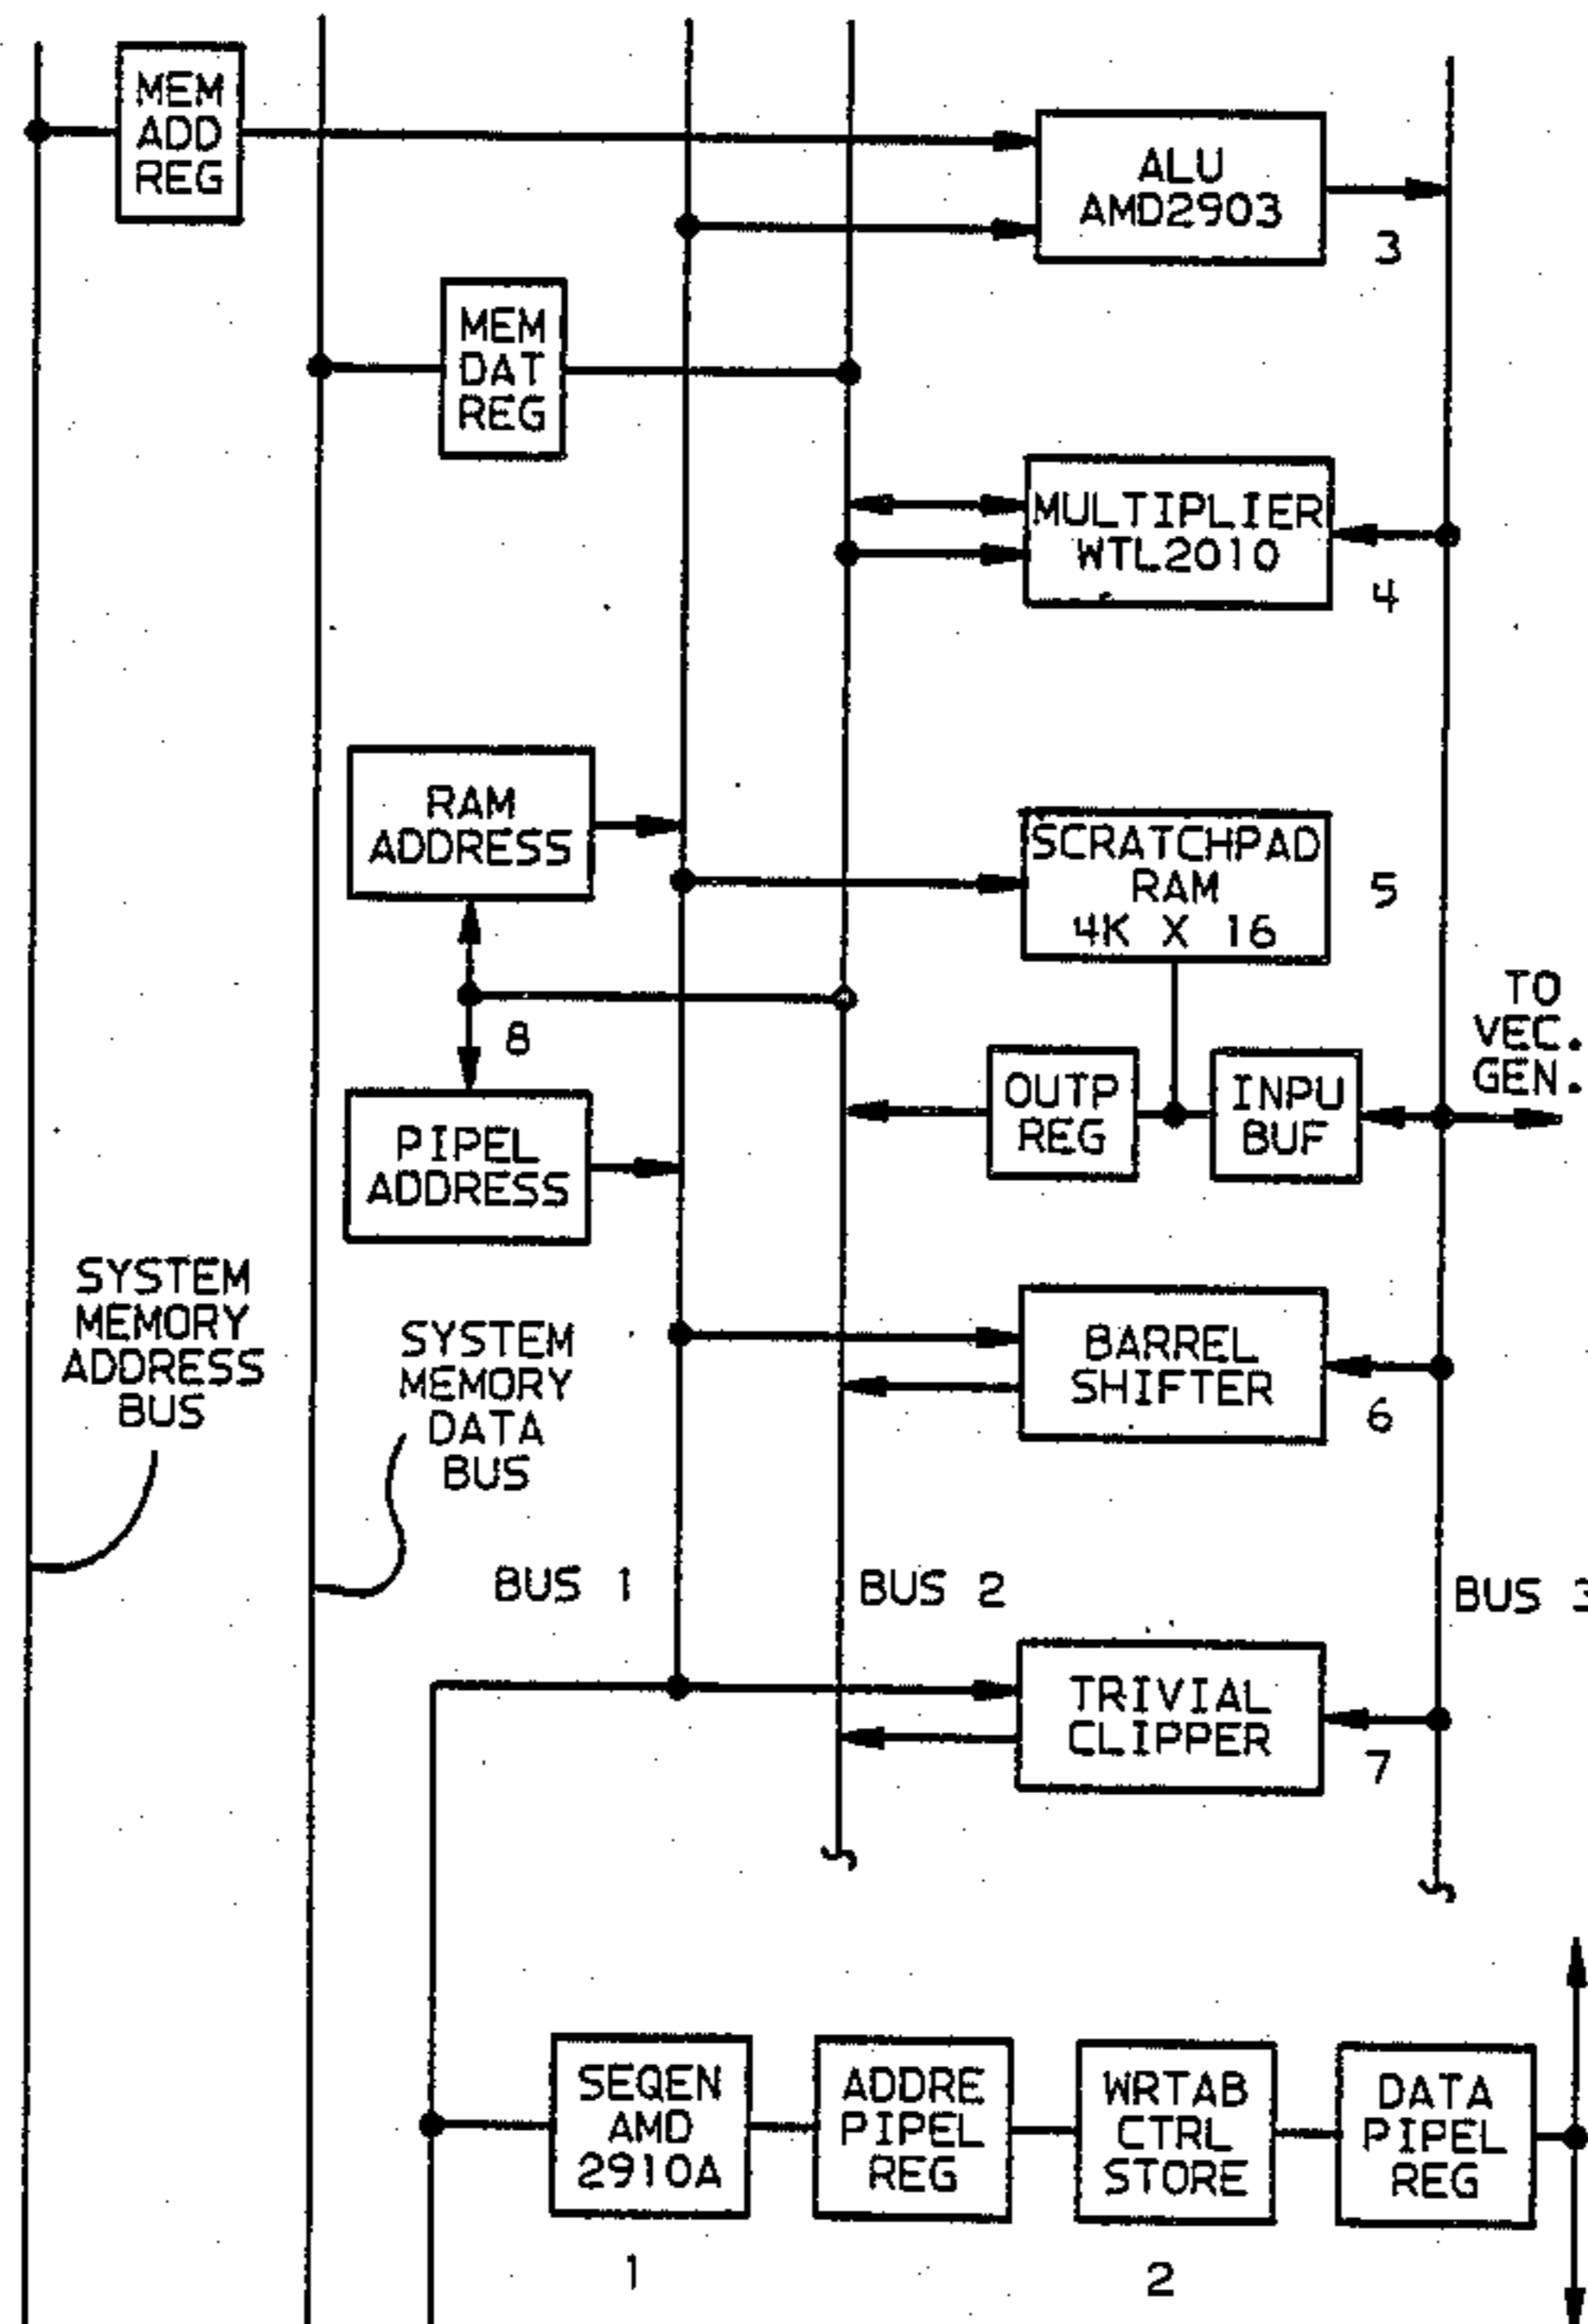 MEM
ADD
REG
ALU
AMD2903
3
MEM
DAT
REG
MULTIPLIER
WTL2010
4
RAM
ADDRESS
SCRATCHPAD
RAM
4K X 16
5
8
TO
VEC.
GEN.
OUTP
REG
INPU
BUF
PIPEL
ADDRESS
SYSTEM
MEMORY
ADDRESS
BUS
SYSTEM
MEMORY
DATA
BUS
BARREL
SHIFTER
6
BUS 1
BUS 2
BUS 3
TRIVIAL
CLIPPER
7
SEQEN
AMD
2910A
ADDRE
PIPEL
REG
WRTAB
CTRL
STORE
DATA
PIPEL
REG
1
2